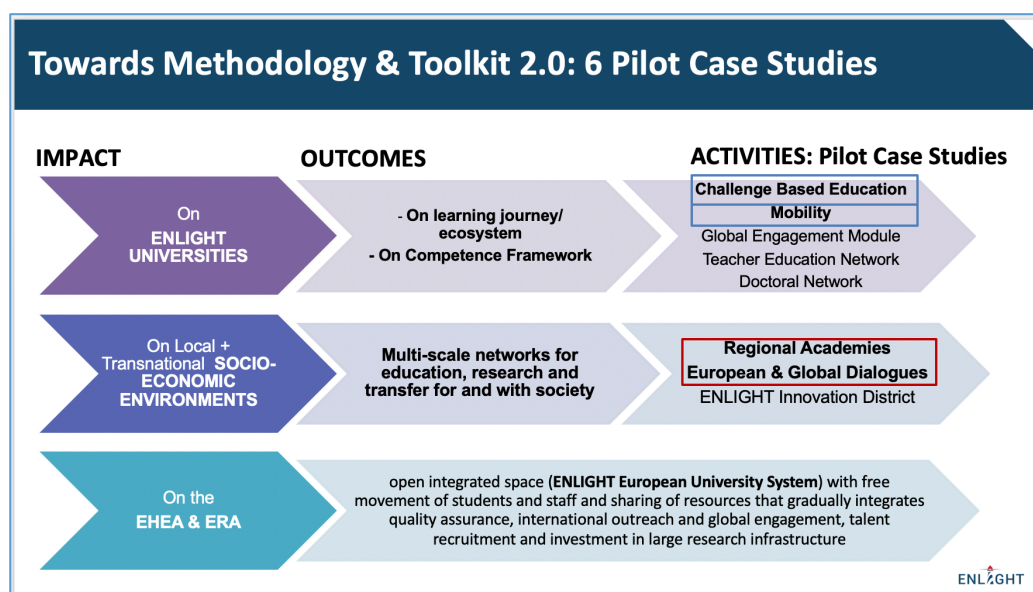 Towards Methodology & Toolkit 2.0: 6 Pilot Case Studies
IMPACT
OUTCOMES
ACTIVITIES: Pilot Case Studies
On
ENLIGHT
UNIVERSITIES
- On learning journey/
ecosystem
- On Competence Framework
Challenge Based Education
Mobility
Global Engagement Module
Teacher Education Network
Doctoral Network
On Local +
Transnational SOCIO-
ECONOMIC
ENVIRONMENTS
Multi-scale networks for
education, research and
transfer for and with society
Regional Academies
European & Global Dialogues
ENLIGHT Innovation District
On the
EHEA & ERA
open integrated space (ENLIGHT European University System) with free
movement of students and staff and sharing of resources that gradually integrates
quality assurance, international outreach and global engagement, talent
recruitment and investment in large research infrastructure
ENLIGHT